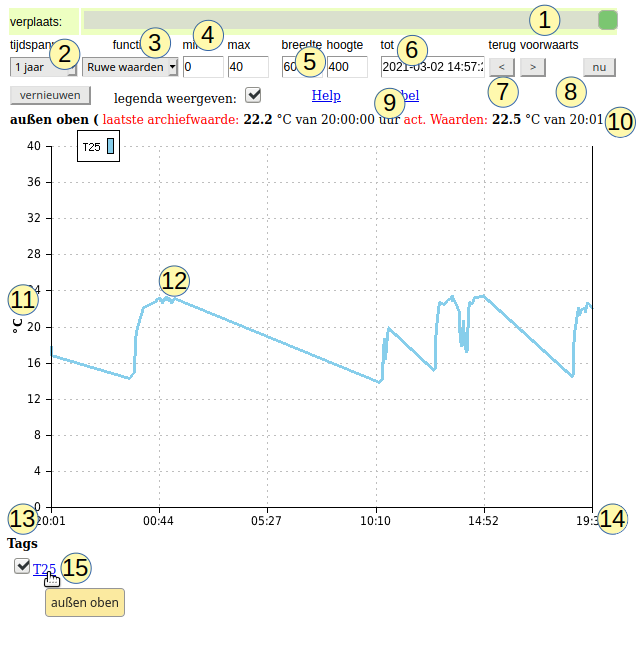 verplaats: 1
tijdspan 2 func 3 mi 4 max breedte hoogte tot 6 terug voorwaarts
1 jaar Ruwe waarden 0 40 60 5 400 2021-03-02 14:57: < > nu
vernieuwen legenda weergeven: Help bel 7 8
9
außen oben ( laatste archiefwaarde: 22.2 °C van 20:00:00 uur act. Waarden: 22.5 °C van 20:01 10
T25
40
36
32
28
24
20
16
12
8
4
0
°C
11
12
13 20:01 00:44 05:27 10:10 14:52 19:3 14
Tags
T25 15
außen oben